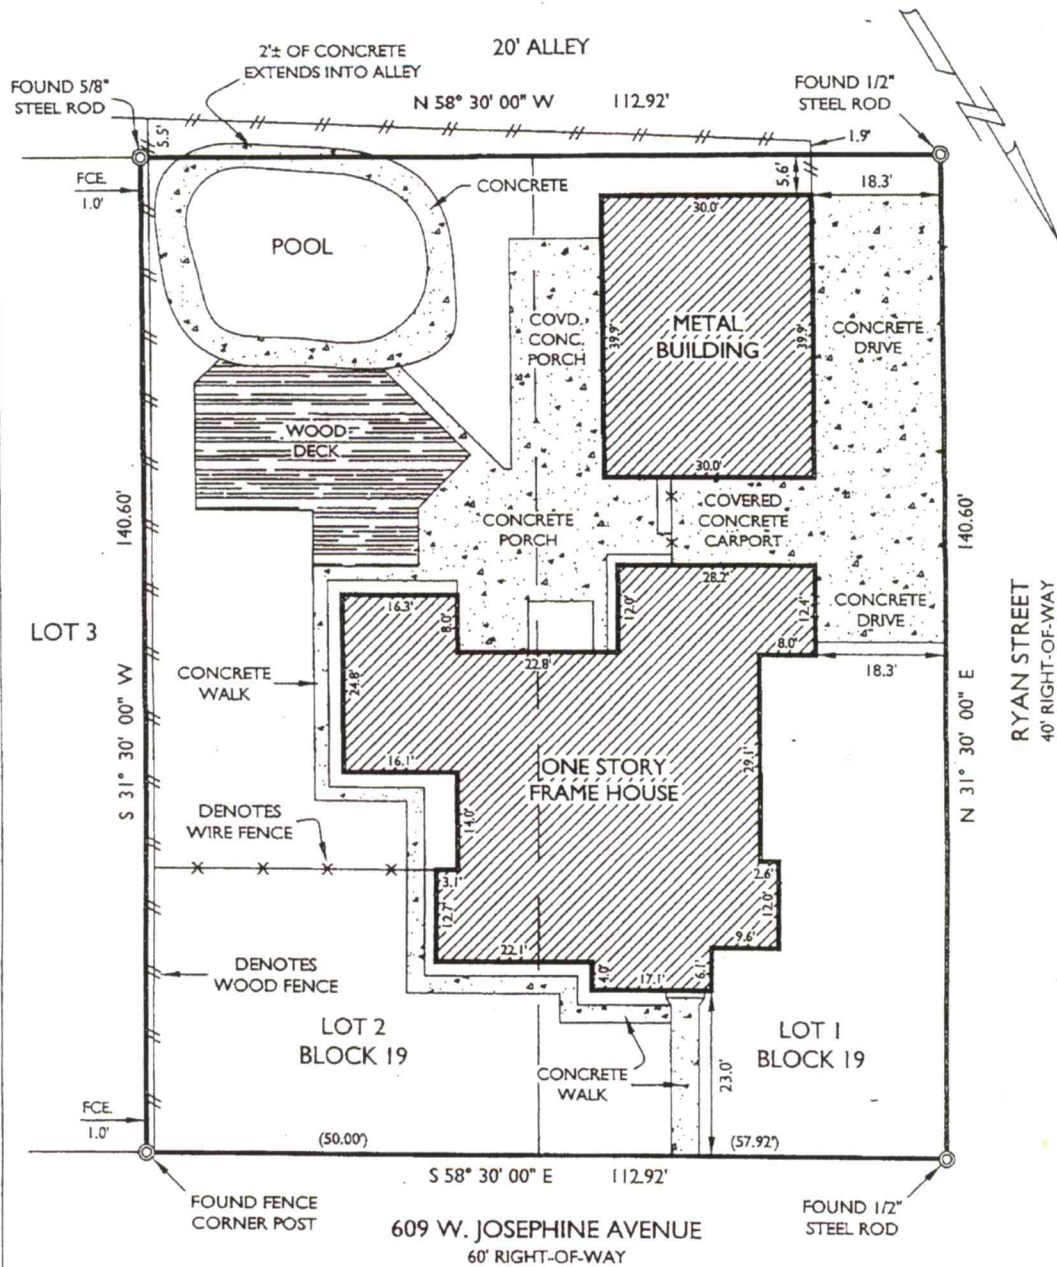 20' ALLEY
2'± OF CONCRETE
EXTENDS INTO ALLEY
FOUND 5/8"
STEEL ROD
N 58° 30' 00" W 112.92'
FOUND 1/2"
STEEL ROD
5.5'
1.9'
FCE.
1.0'
CONCRETE
5.6'
18.3'
30.0'
POOL
COVD.
CONC.
PORCH
39.9'
METAL
BUILDING
39.9'
CONCRETE
DRIVE
WOOD
DECK
30.0'
COVERED
CONCRETE
CARPORT
CONCRETE
PORCH
140.60'
140.60'
28.2'
16.3'
8.0'
12.0'
12.4'
CONCRETE
DRIVE
LOT 3
8.0'
22.8'
18.3'
RYAN STREET
40' RIGHT-OF-WAY
CONCRETE
WALK
24.8'
S 31° 30' 00" W
N 31° 30' 00" E
16.1'
ONE STORY
FRAME HOUSE
29.1'
DENOTES
WIRE FENCE
14.0'
3.1'
2.6'
12.7'
12.0'
22.1'
9.6'
DENOTES
WOOD FENCE
4.0'
17.1'
6.1'
LOT 2
BLOCK 19
LOT 1
BLOCK 19
CONCRETE
WALK
23.0'
FCE.
1.0'
(50.00')
(57.92')
S 58° 30' 00" E 112.92'
FOUND FENCE
CORNER POST
FOUND 1/2"
STEEL ROD
609 W. JOSEPHINE AVENUE
60' RIGHT-OF-WAY